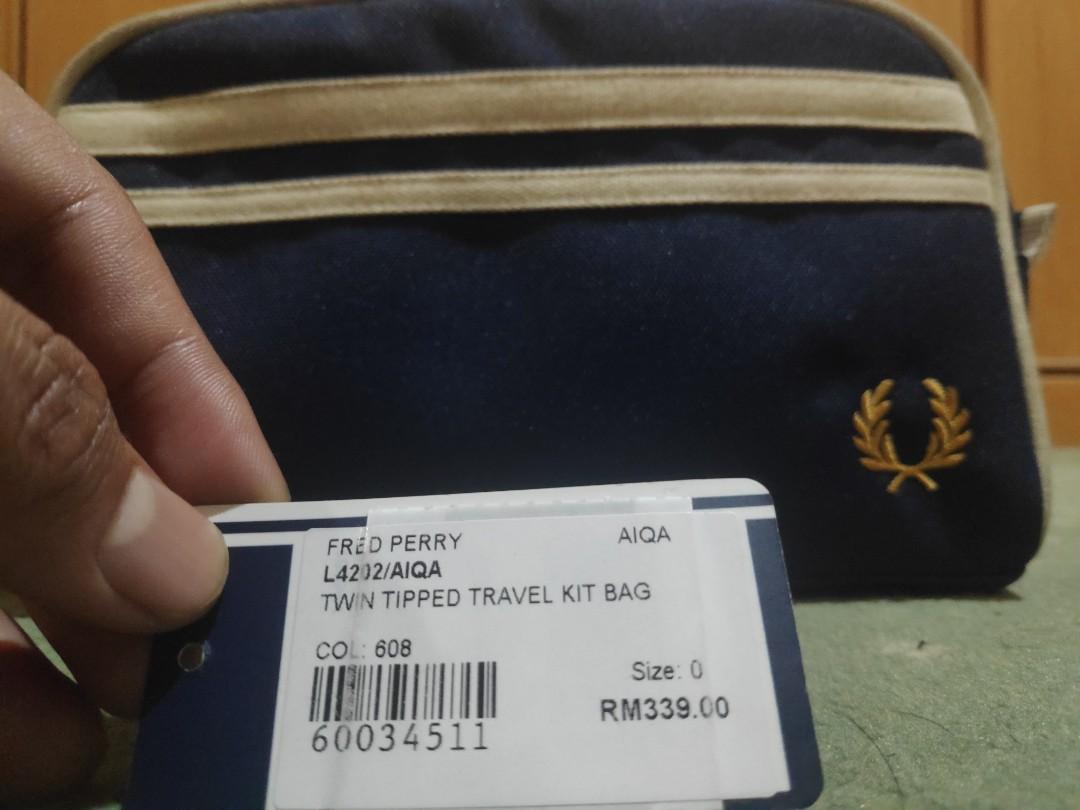 FRED PERRY AIQA
L4202/AIQA
TWIN TIPPED TRAVEL KIT BAG
COL: 608
Size: 0
RM339.00
60034511